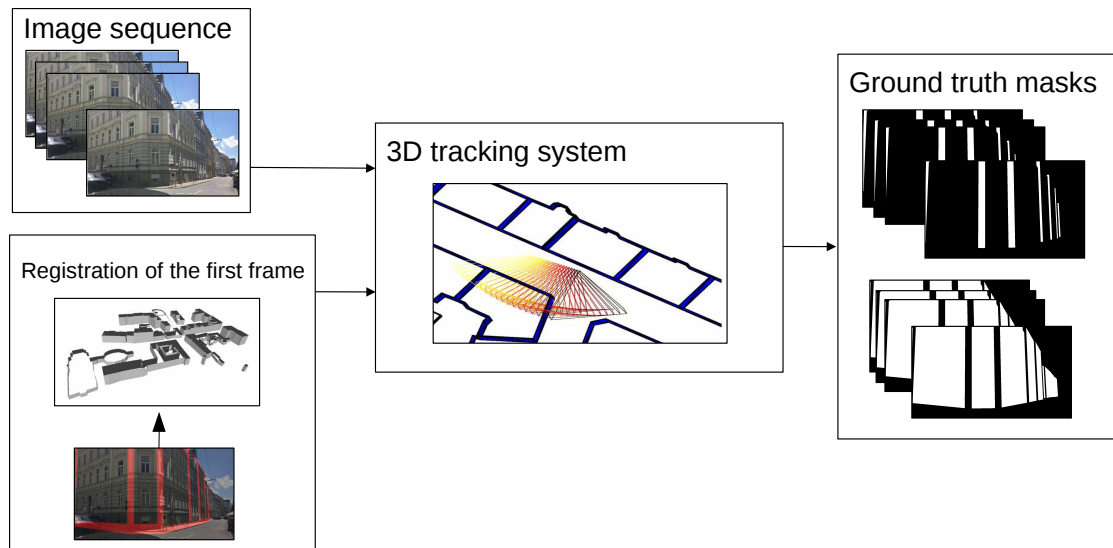 Image sequence
Registration of the first frame
3D tracking system
Ground truth masks